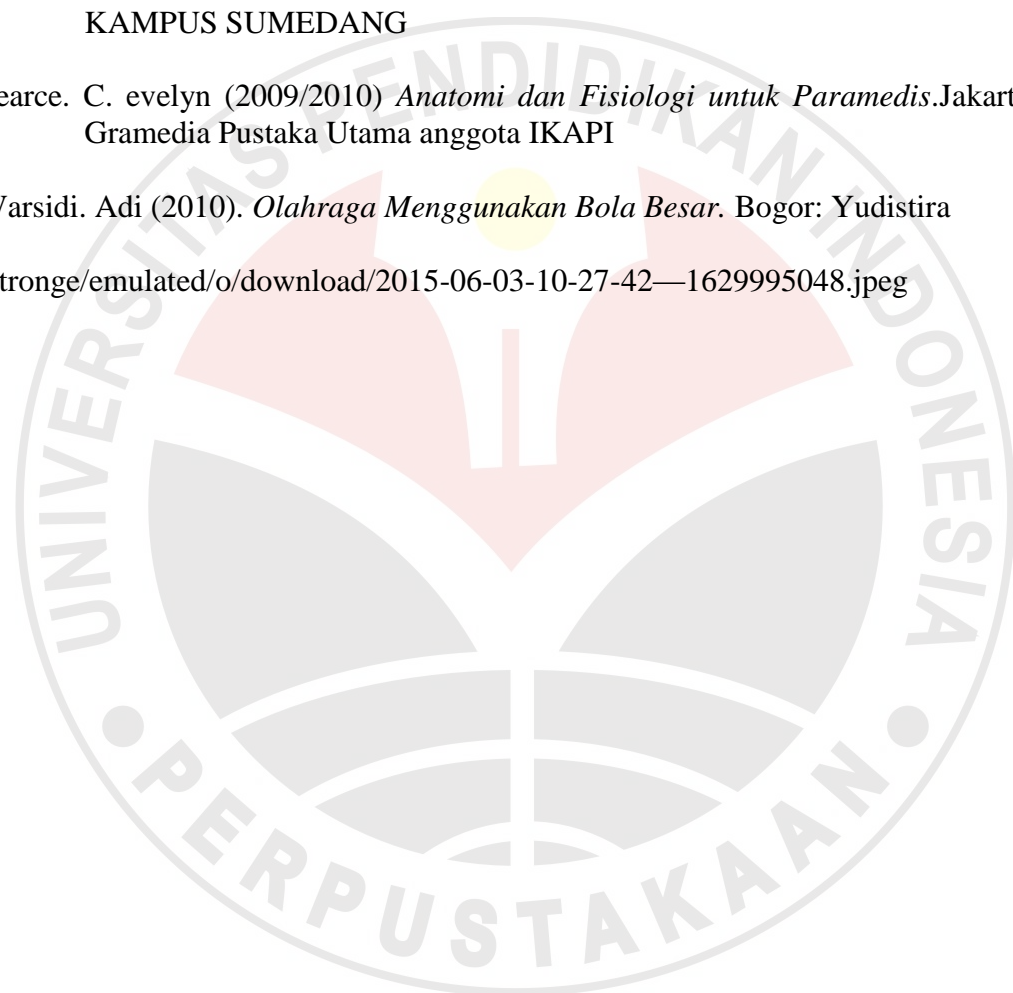 KAMPUS SUMEDANG
earce. C. evelyn (2009/2010) Anatomi dan Fisiologi untuk Paramedis.Jakart
Gramedia Pustaka Utama anggota IKAPI
Varsidi. Adi (2010). Olahraga Menggunakan Bola Besar. Bogor: Yudistira
tronge/emulated/o/download/2015-06-03-10-27-42—1629995048.jpeg
UNIVERSITAS PENDIDIKAN INDONESIA
PERPUSTAKAAN